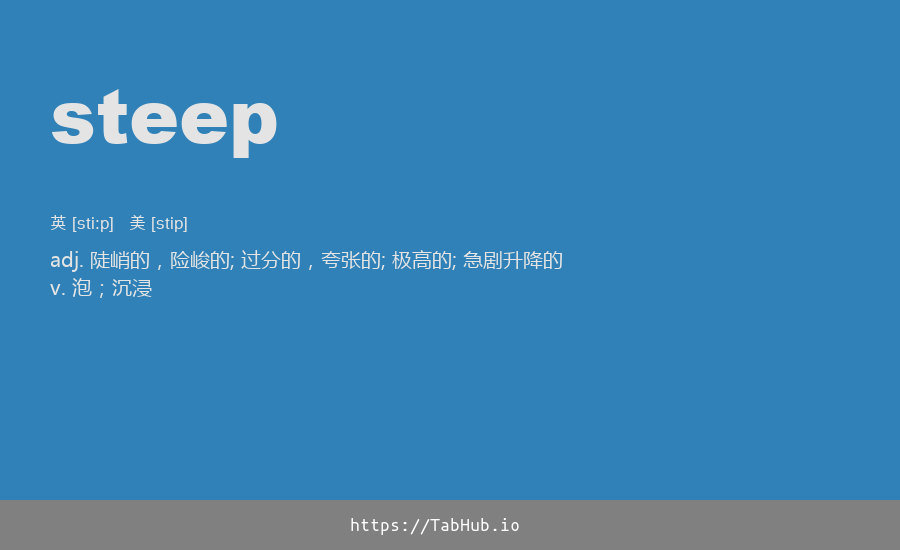 steep
英 [sti:p] 美 [stip]
adj. 陡峭的，险峻的; 过分的，夸张的; 极高的; 急剧升降的
v. 泡；沉浸
https://TabHub.io